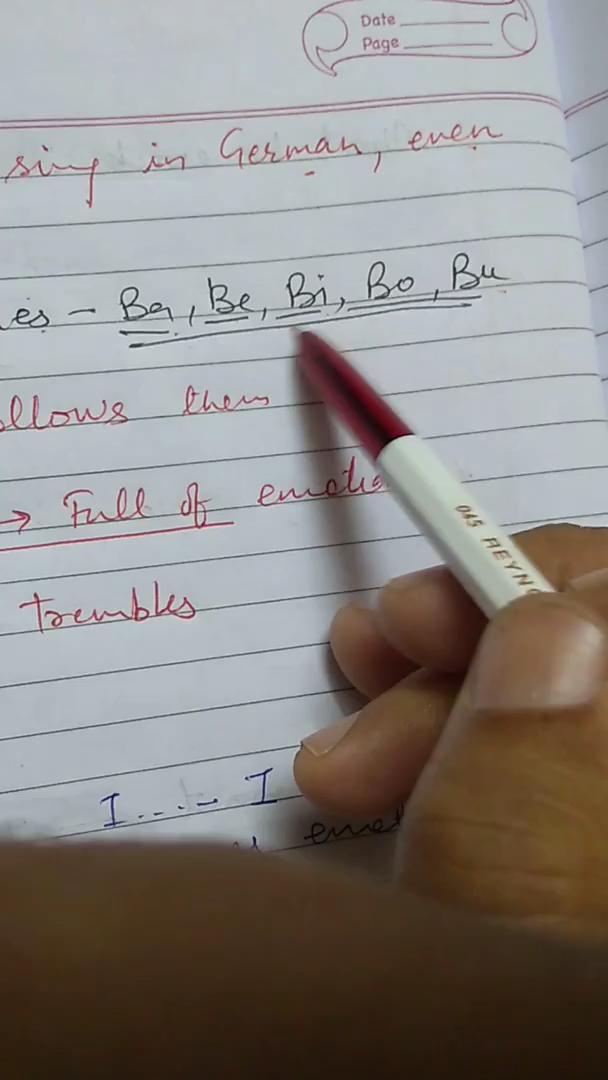 Date
Page
sing in German, even
es - Ba, Be, Bi, Bo, Bu
llows them
→ Full of
trembles
I...- I
045 REYNO